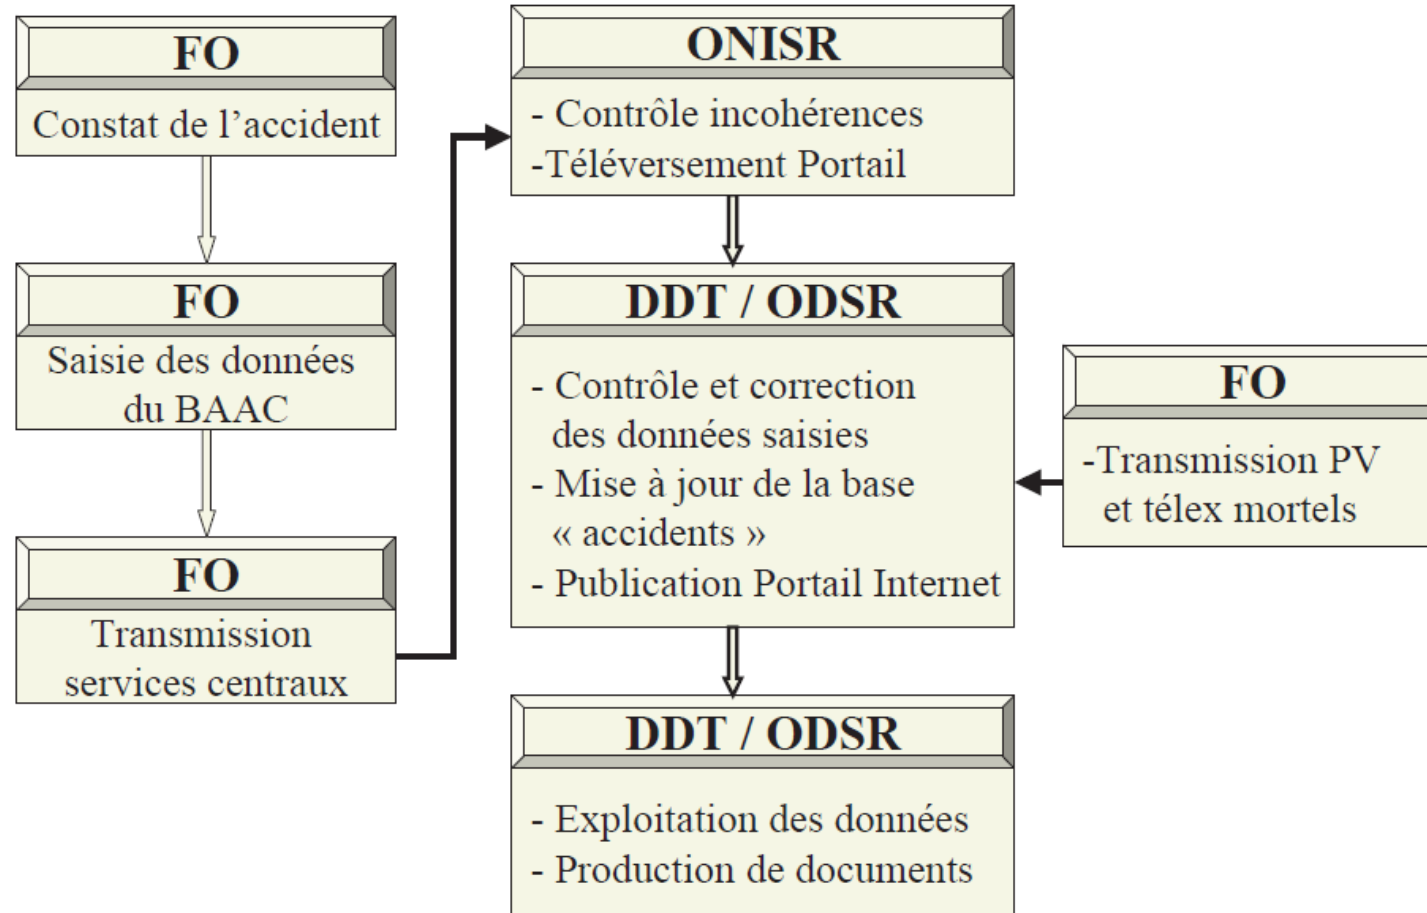 FO
Constat de l’accident
FO
Saisie des données
du BAAC
FO
Transmission
services centraux
ONISR
- Contrôle incohérences
-Téléversement Portail
DDT / ODSR
- Contrôle et correction
des données saisies
- Mise à jour de la base
« accidents »
- Publication Portail Internet
FO
-Transmission PV
et télex mortels
DDT / ODSR
- Exploitation des données
- Production de documents